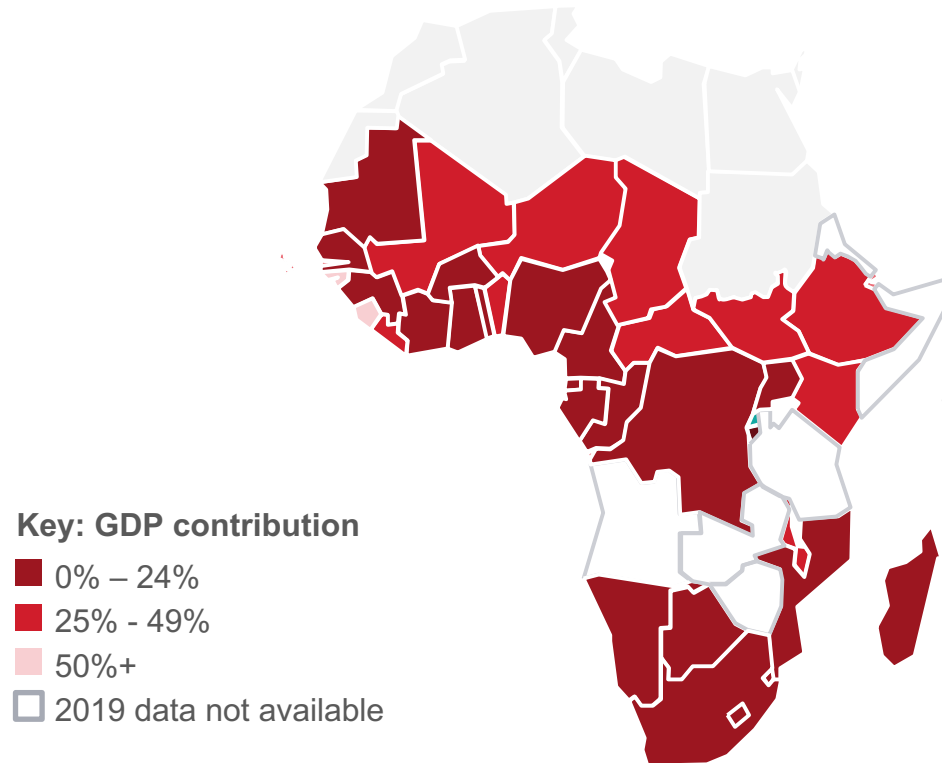 Key: GDP contribution
0% – 24%
25% - 49%
50%+
2019 data not available